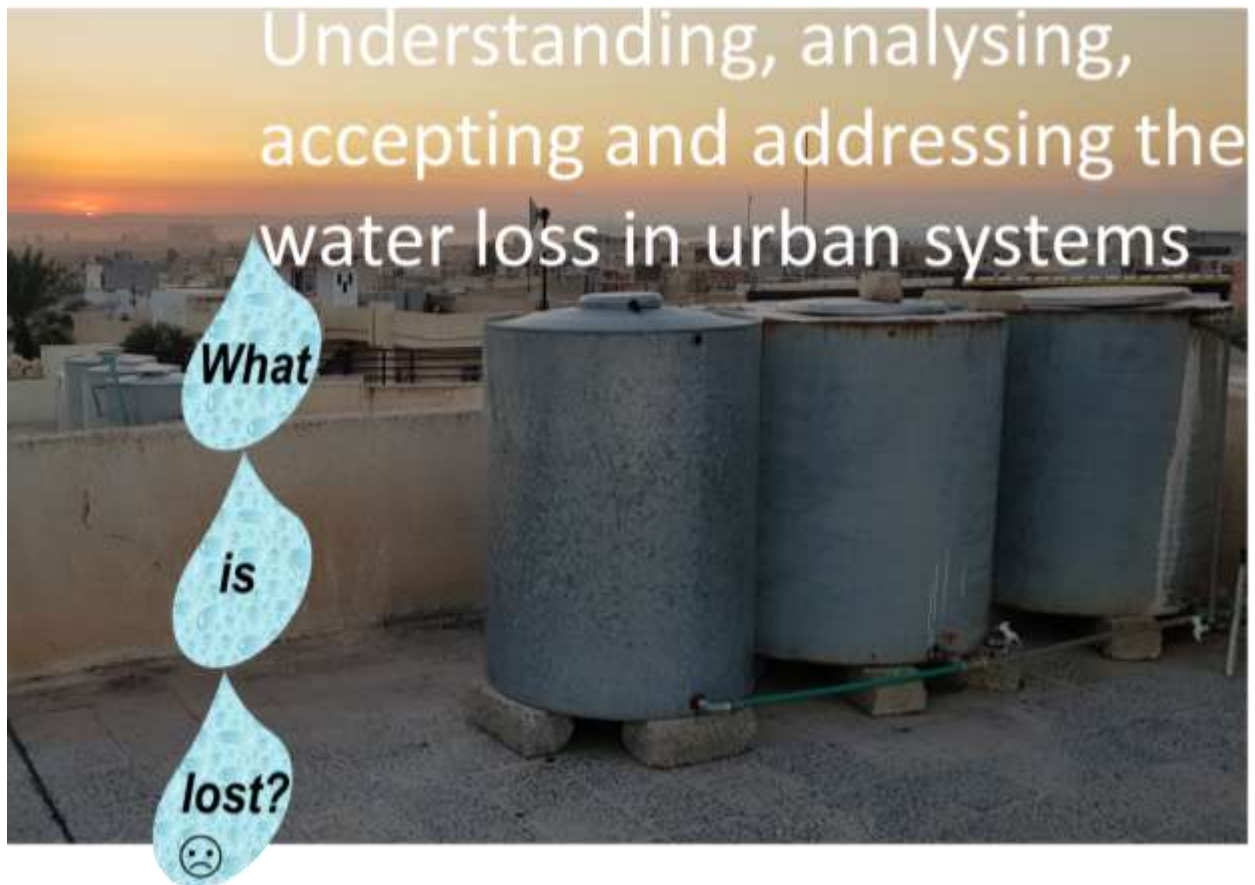 Understanding, analysing,
accepting and addressing the
water loss in urban systems
What
is
lost?